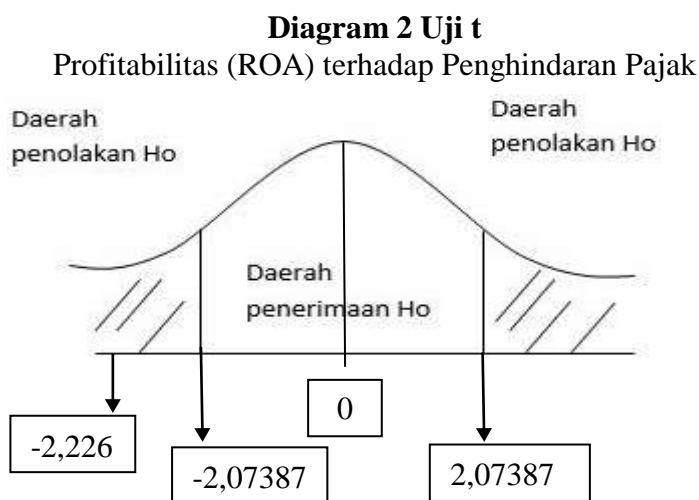 Diagram 2 Uji t
Profitabilitas (ROA) terhadap Penghindaran Pajak
Daerah
penolakan Ho
Daerah
penolakan Ho
Daerah
penerimaan Ho
0
-2,226
-2,07387
2,07387